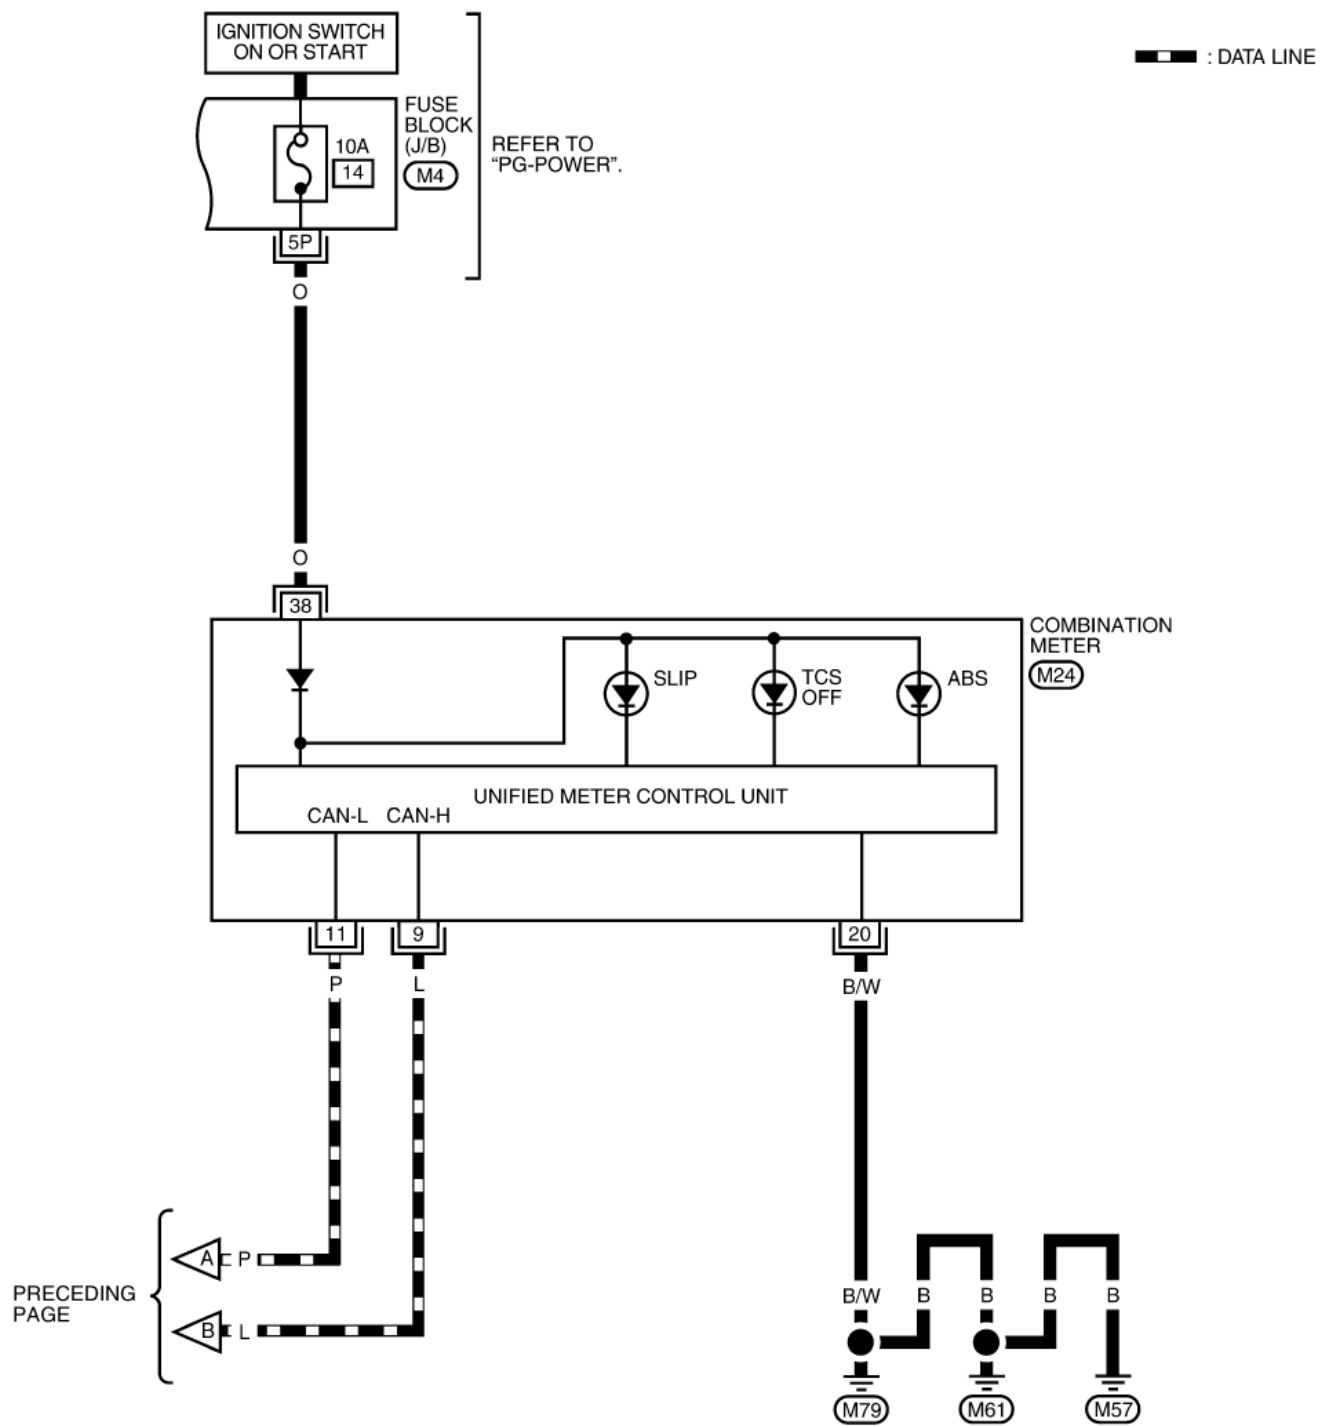 IGNITION SWITCH
ON OR START
: DATA LINE
FUSE
BLOCK
(J/B)
M4
10A
14
REFER TO
“PG-POWER”.
5P
O
O
38
COMBINATION
METER
M24
SLIP
TCS
OFF
ABS
UNIFIED METER CONTROL UNIT
CAN-L CAN-H
11 9 20
P L B/W
A P
B L
PRECEDING
PAGE
B/W B B B B
M79 M61 M57